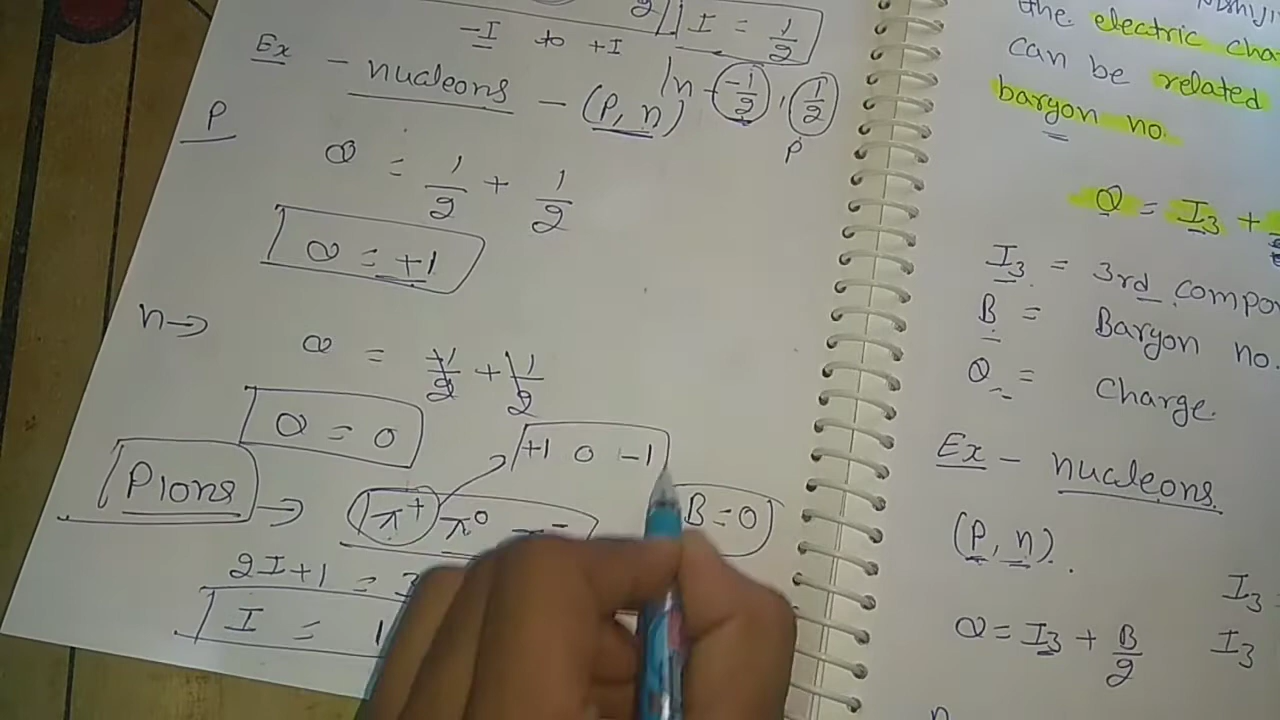 2 I = 1/2
-I to +I
Ex - nucleons - (P, n) n - -1/2, 1/2
P
P
Q = 1/2 + 1/2
Q = +1
n →
Q = 1/2 + 1/2
Q = 0
+1 0 -1
Pions → π+ π0 B = 0
2I+1 = 3
I = 1
the electric cha
can be related
baryon no.
Q = I3 +
I3 = 3rd compo
B = Baryon no.
Q = Charge.
Ex - nucleons.
(P, n).
I3 =
Q = I3 + B/2 I3
n